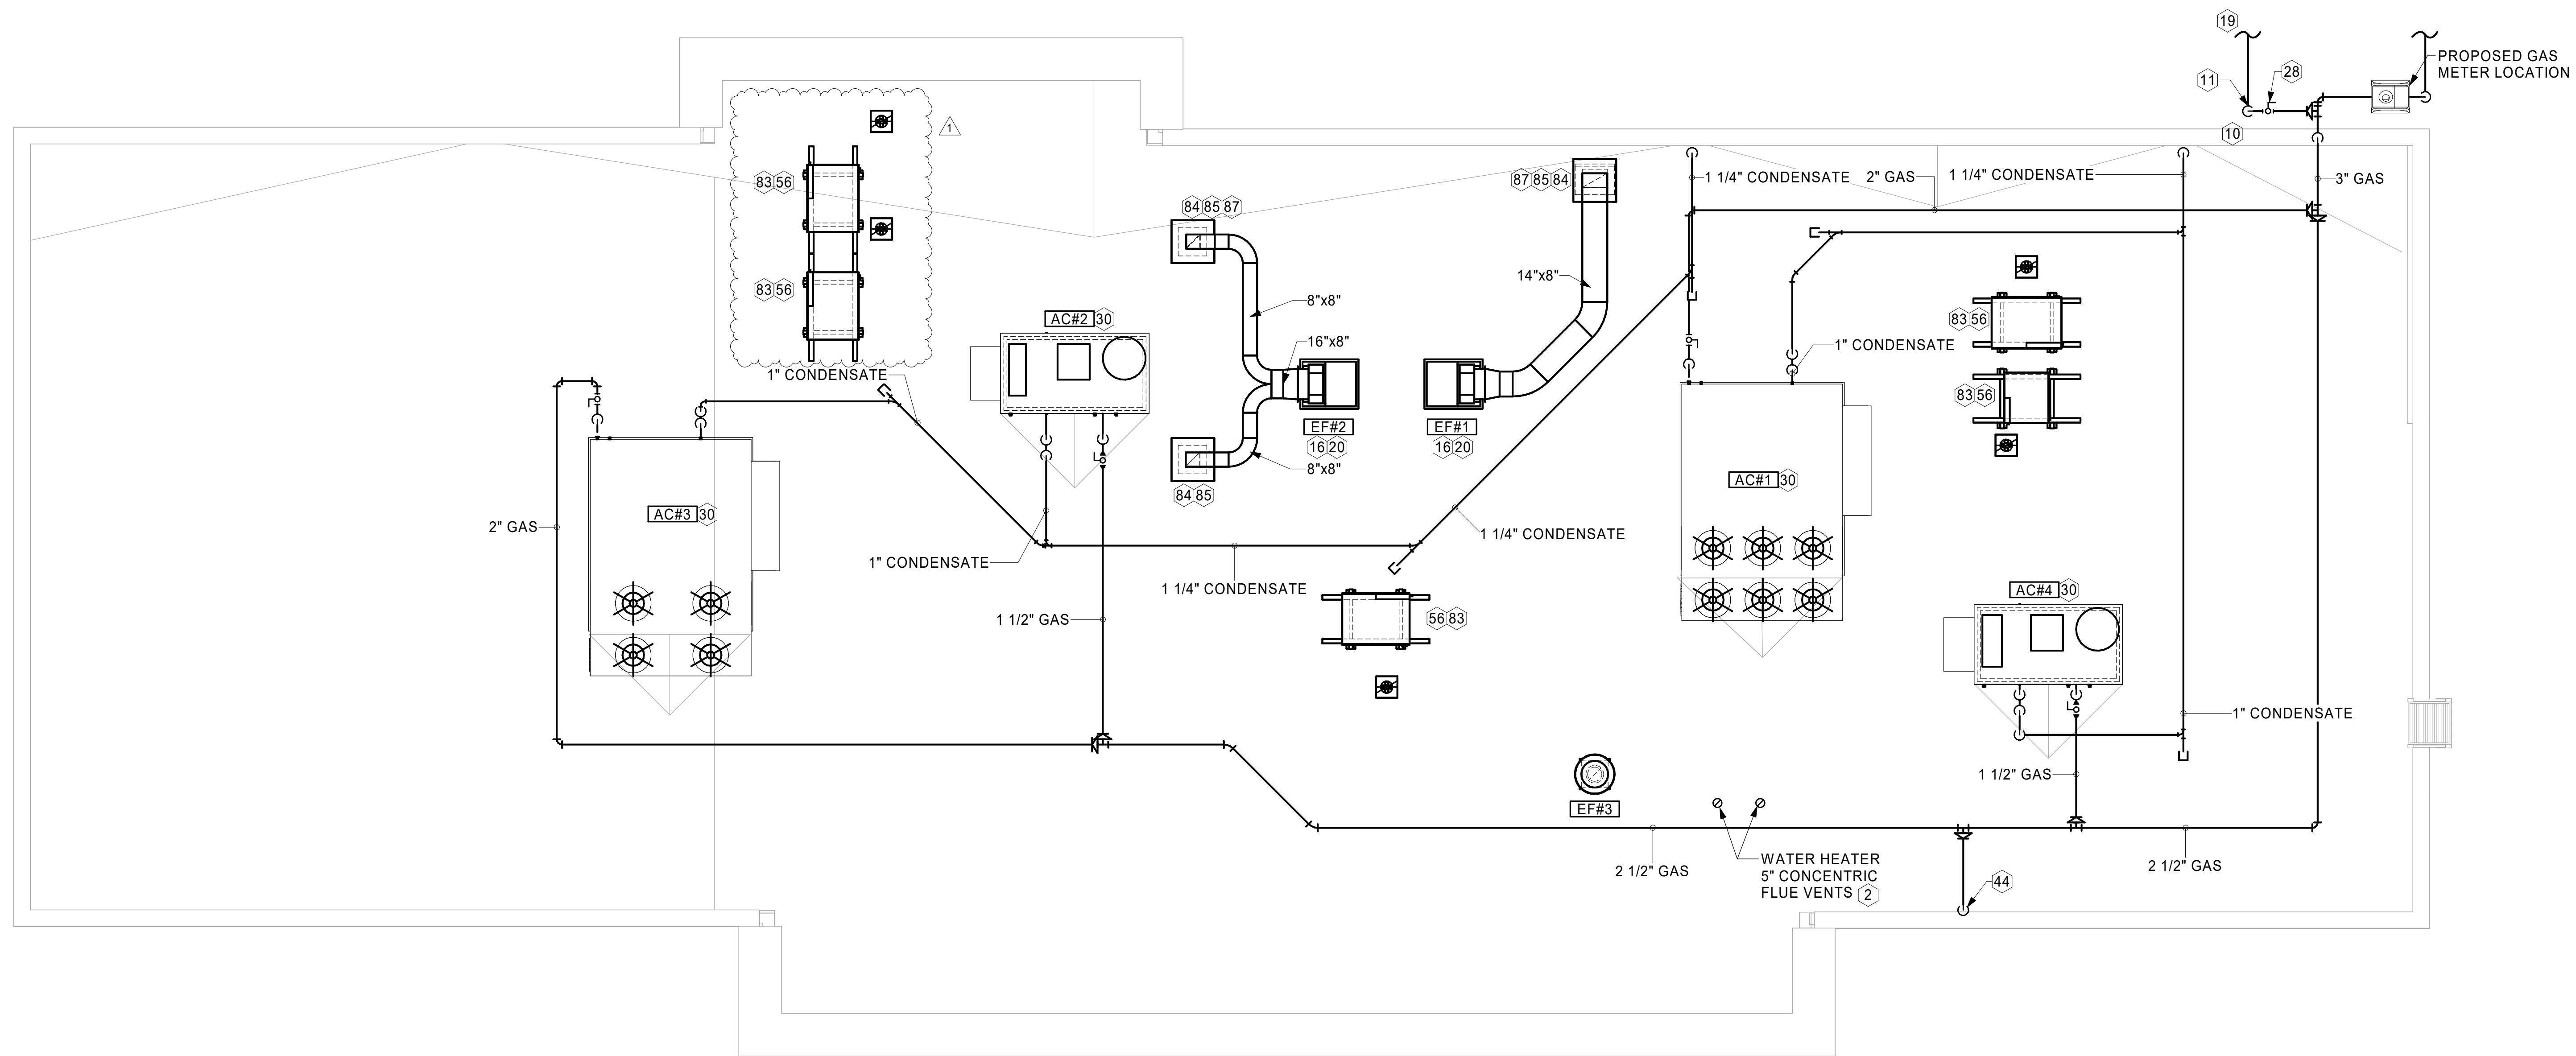 19
PROPOSED GAS
METER LOCATION
28
11
10
1
83 56
1 1/4" CONDENSATE
2" GAS
1 1/4" CONDENSATE
3" GAS
87 85 84
84 85 87
14"x8"
83 56
8"x8"
AC#2 30
83 56
16"x8"
1" CONDENSATE
1" CONDENSATE
83 56
EF#2
16 20
EF#1
16 20
8"x8"
84 85
AC#1 30
AC#3 30
2" GAS
1 1/4" CONDENSATE
1" CONDENSATE
1 1/4" CONDENSATE
AC#4 30
1 1/2" GAS
56 83
1" CONDENSATE
1 1/2" GAS
EF#3
WATER HEATER
5" CONCENTRIC
FLUE VENTS 2
2 1/2" GAS
2 1/2" GAS
44